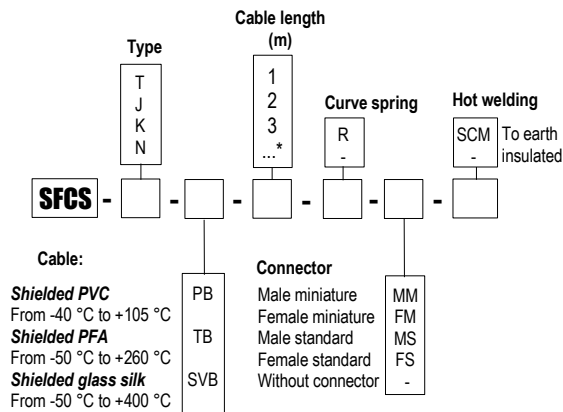 Cable length
(m)
Type
1
2
3
...*
T
J
K
N
Curve spring
R
-
Hot welding
SCM To earth
- insulated
SFCS - - - - - -
Cable:
Shielded PVC PB
From -40 °C to +105 °C
Shielded PFA TB
From -50 °C to +260 °C
Shielded glass silk SVB
From -50 °C to +400 °C
Connector
Male miniature MM
Female miniature FM
Male standard MS
Female standard FS
Without connector -